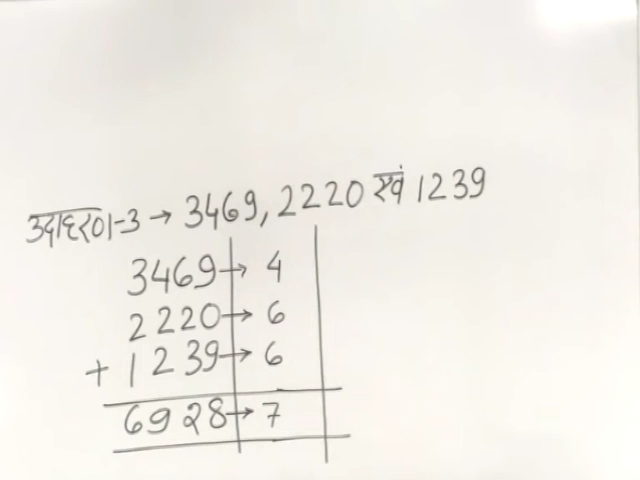 उदाहरण-3 → 3469, 2220 एवं 1239
3469 → 4
2220 → 6
+ 1239 → 6
6928 → 7